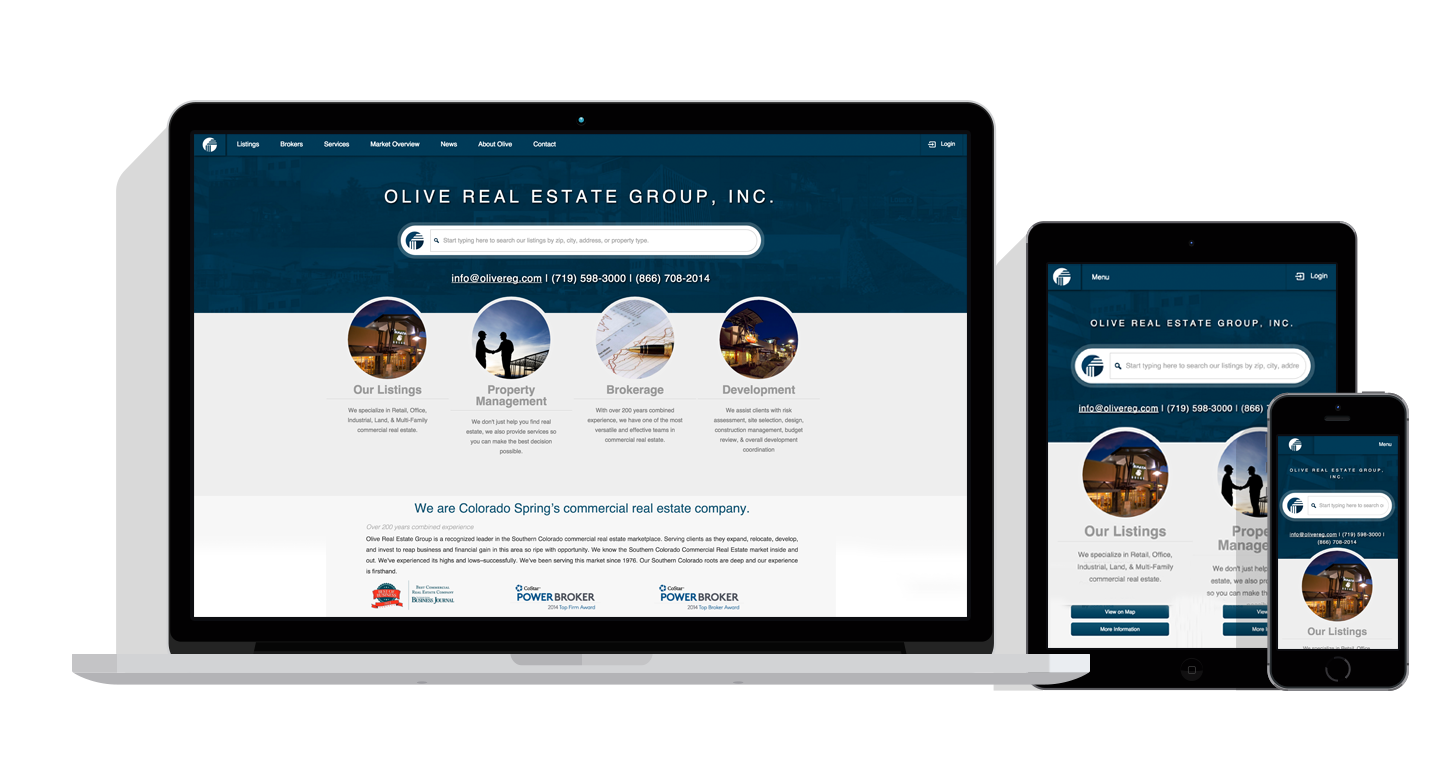 Listings Brokers Services Market Overview News About Olive Contact Login
OLIVE REAL ESTATE GROUP, INC.
Start typing here to search our listings by zip, city, address, or property type.
info@olivereg.com | (719) 598-3000 | (866) 708-2014
Our Listings
We specialize in Retail, Office,
Industrial, Land, & Multi-Family
commercial real estate.
Property
Management
We don't just help you find real
estate, we also provide services so
you can make the best decision
possible.
Brokerage
With over 200 years combined
experience, we have one of the most
versatile and effective teams in
commercial real estate.
Development
We assist clients with risk
assessment, site selection, design,
construction management, budget
review, & overall development
coordination
We are Colorado Spring's commercial real estate company.
Over 200 years combined experience
Olive Real Estate Group is a recognized leader in the Southern Colorado commercial real estate marketplace. Serving clients as they expand, relocate, develop,
and invest to reap business and financial gain in this area so ripe with opportunity. We know the Southern Colorado Commercial Real Estate market inside and
out. We've experienced its highs and lows–successfully. We've been serving this market since 1976. Our Southern Colorado roots are deep and our experience
is firsthand.
BEST COMMERCIAL
REAL ESTATE COMPANY
BUSINESS JOURNAL
CoStar
POWERBROKER
2014 Top Firm Award
CoStar
POWERBROKER
2014 Top Broker Award
Menu Login
OLIVE REAL ESTATE GROUP, INC.
Start typing here to search our listings by zip, city, addre
info@olivereg.com | (719) 598-3000 | (866) 7
Our Listings
We specialize in Retail, Office,
Industrial, Land, & Multi-Family
commercial real estate.
View on Map
More Information
Prope
Manage
We don't just help
estate, we also pro
so you can make th
View
More I
Menu
OLIVE REAL ESTATE GROUP,
INC.
Start typing here to search o
info@olivereg.com | (719) 598-3000 |
(866) 708-2014
Our Listings
We specialize in Retail, Office,